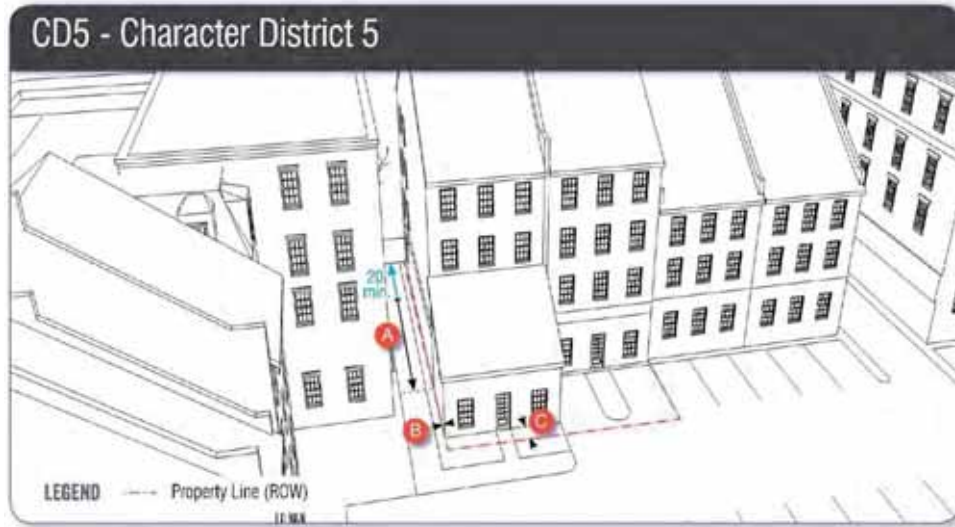 CD5 - Character District 5
20'
min.
A
B
C
LEGEND
Property Line (ROW)